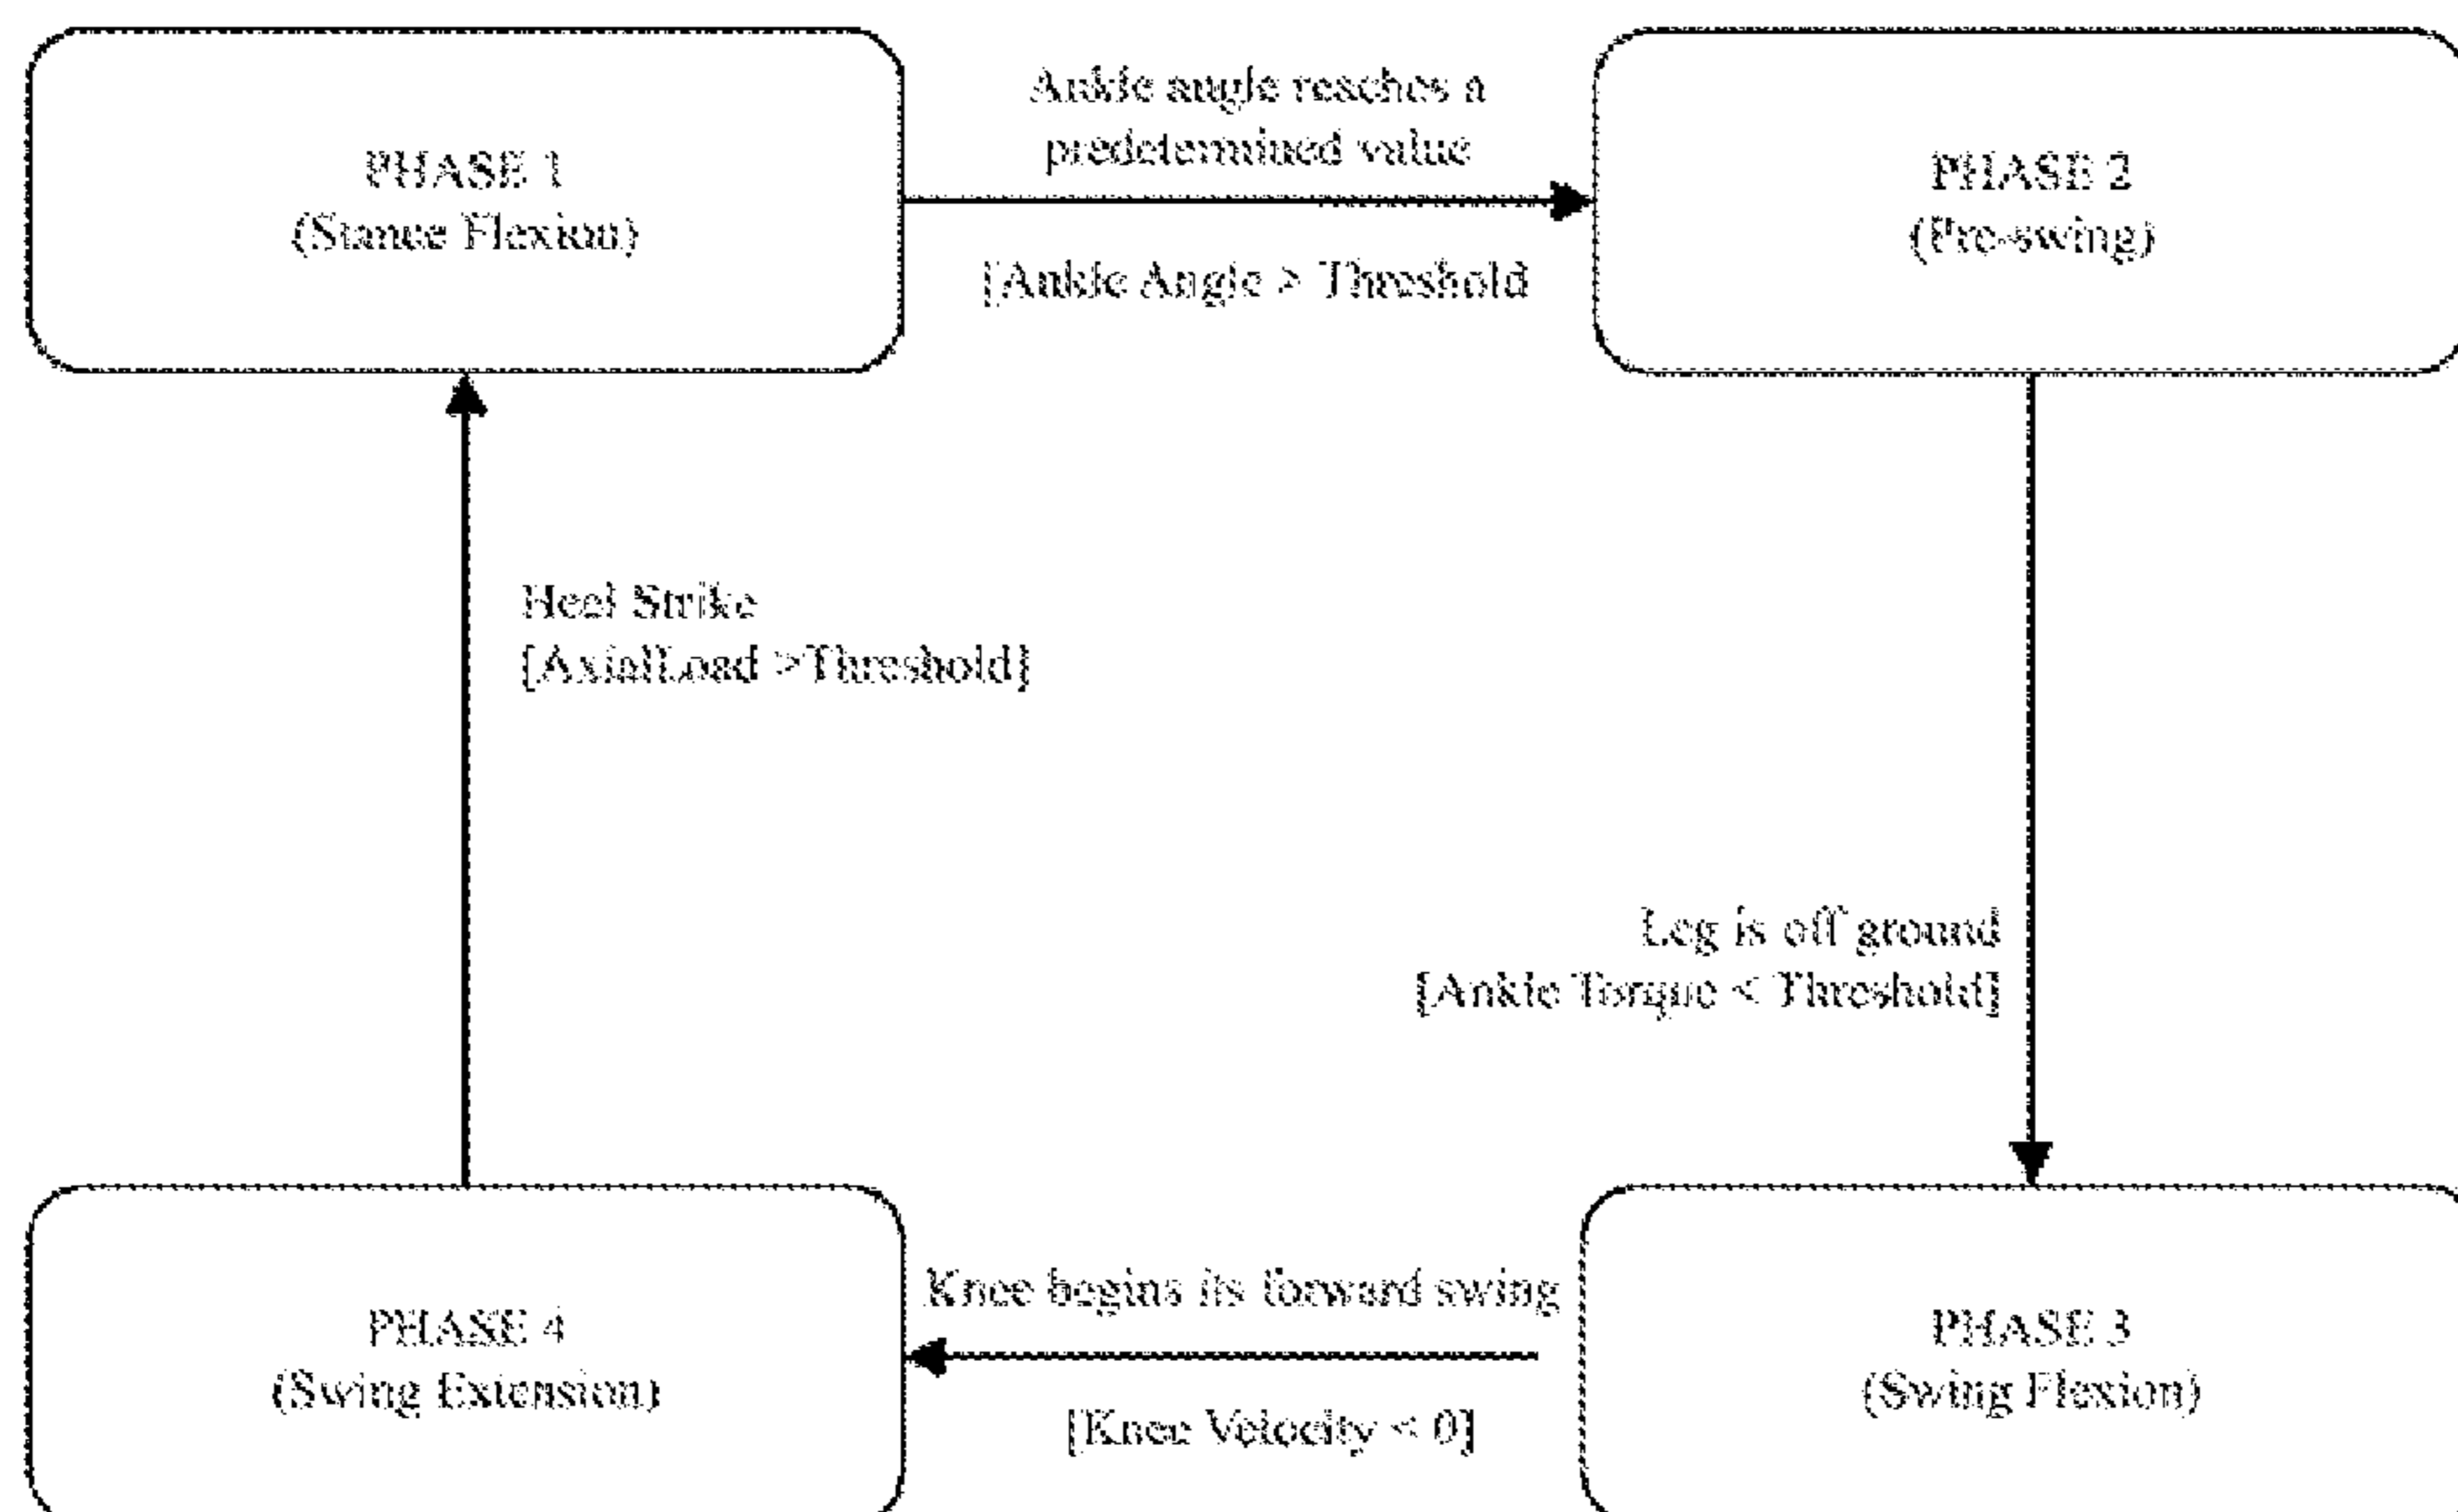 PHASE 1
(Stance Flexion)
Ankle angle reaches a
predetermined value
[Ankle Angle > Threshold
PHASE 2
(Pre-swing)
Heel Strike
[AxialLoad >Threshold]
Leg is off ground
[Ankle Torque < Threshold]
PHASE 4
(Swing Extension)
Knee begins its forward swing
[Knee Velocity < 0]
PHASE 3
(Swing Flexion)